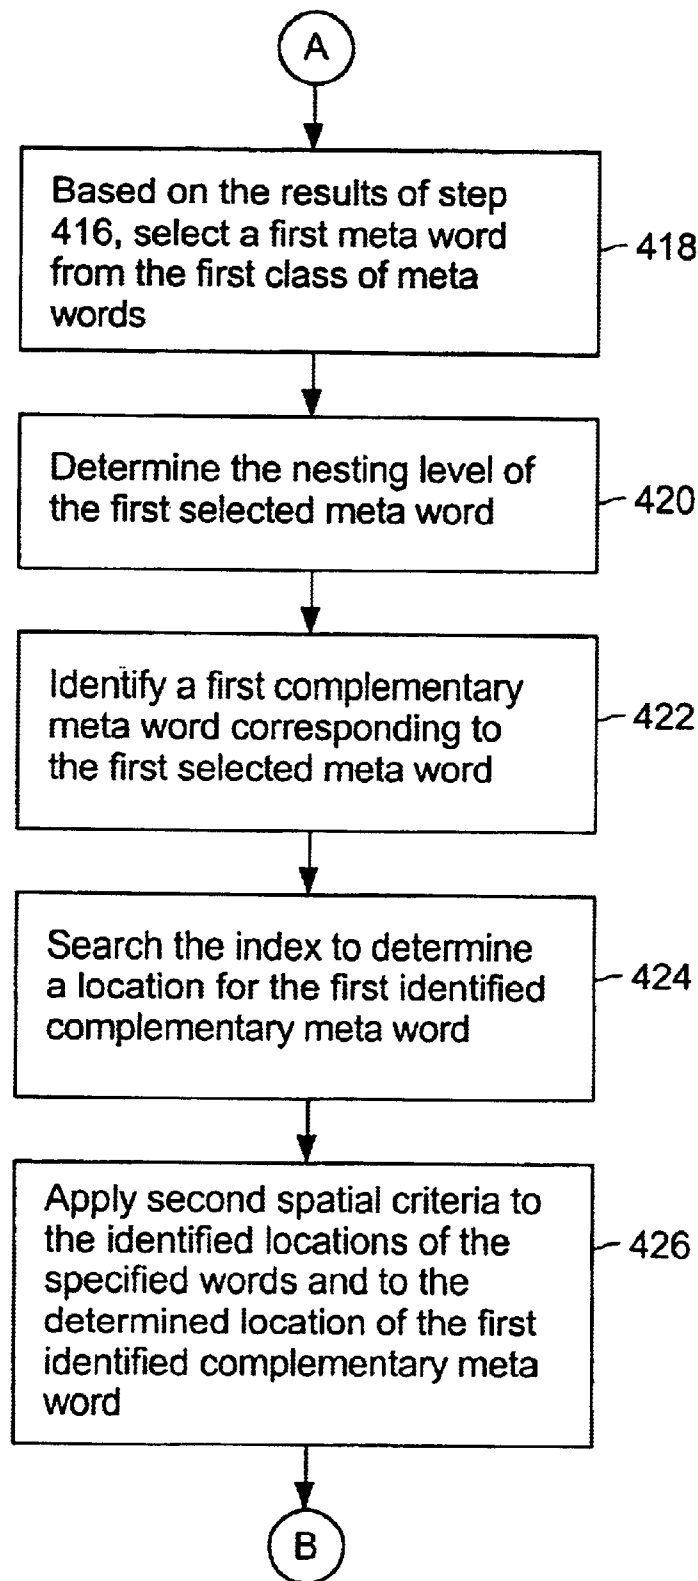 A
Based on the results of step
416, select a first meta word
from the first class of meta
words
418
Determine the nesting level of
the first selected meta word
420
Identify a first complementary
meta word corresponding to
the first selected meta word
422
Search the index to determine
a location for the first identified
complementary meta word
424
Apply second spatial criteria to
the identified locations of the
specified words and to the
determined location of the first
identified complementary meta
word
426
B